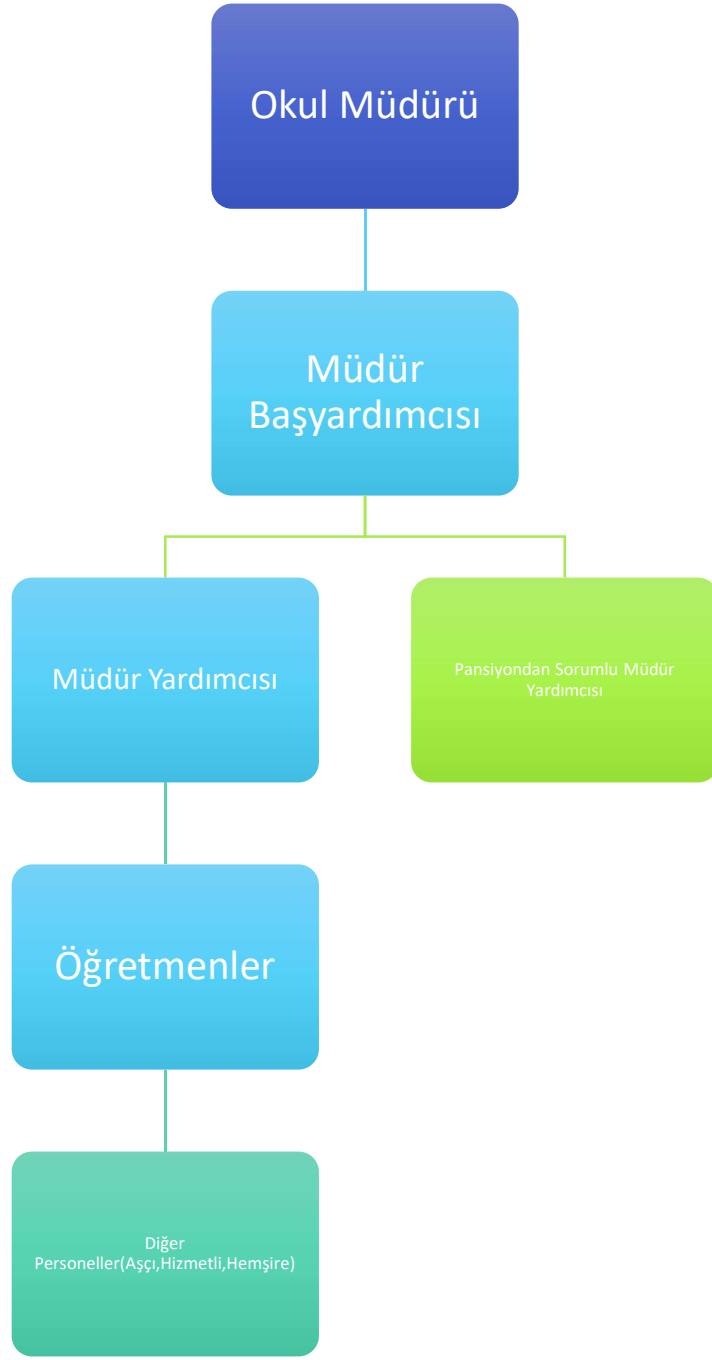 Okul Müdürü
Müdür
Başyardımcısı
Müdür Yardımcısı
Pansiyondan Sorumlu Müdür
Yardımcısı
Öğretmenler
Diğer
Personeller(Aşçı,Hizmetli,Hemşire)